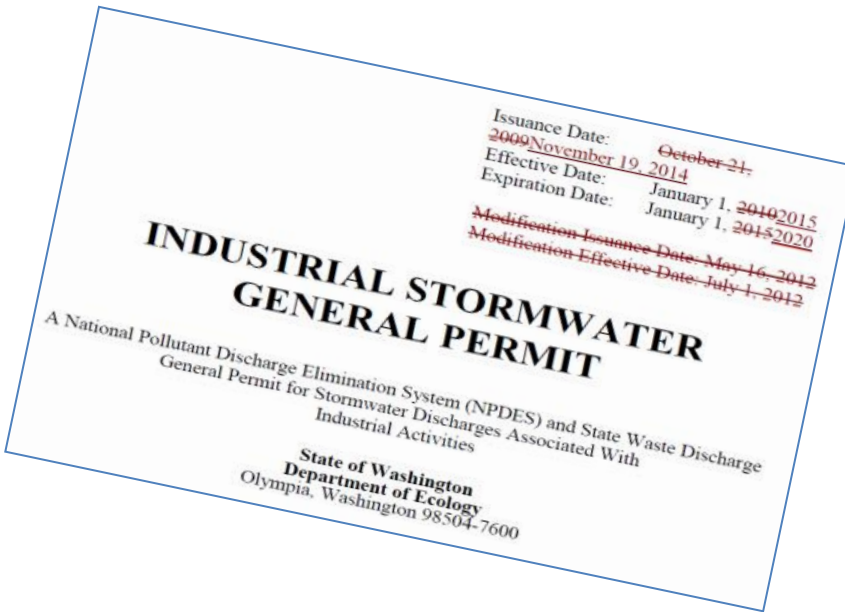 Issuance Date: October 21,
2009November 19, 2014
Effective Date: January 1, 20102015
Expiration Date: January 1, 20152020
Modification Issuance Date: May 16, 2012
Modification Effective Date: July 1, 2012
INDUSTRIAL STORMWATER
GENERAL PERMIT
A National Pollutant Discharge Elimination System (NPDES) and State Waste Discharge
General Permit for Stormwater Discharges Associated With
Industrial Activities
State of Washington
Department of Ecology
Olympia, Washington 98504-7600